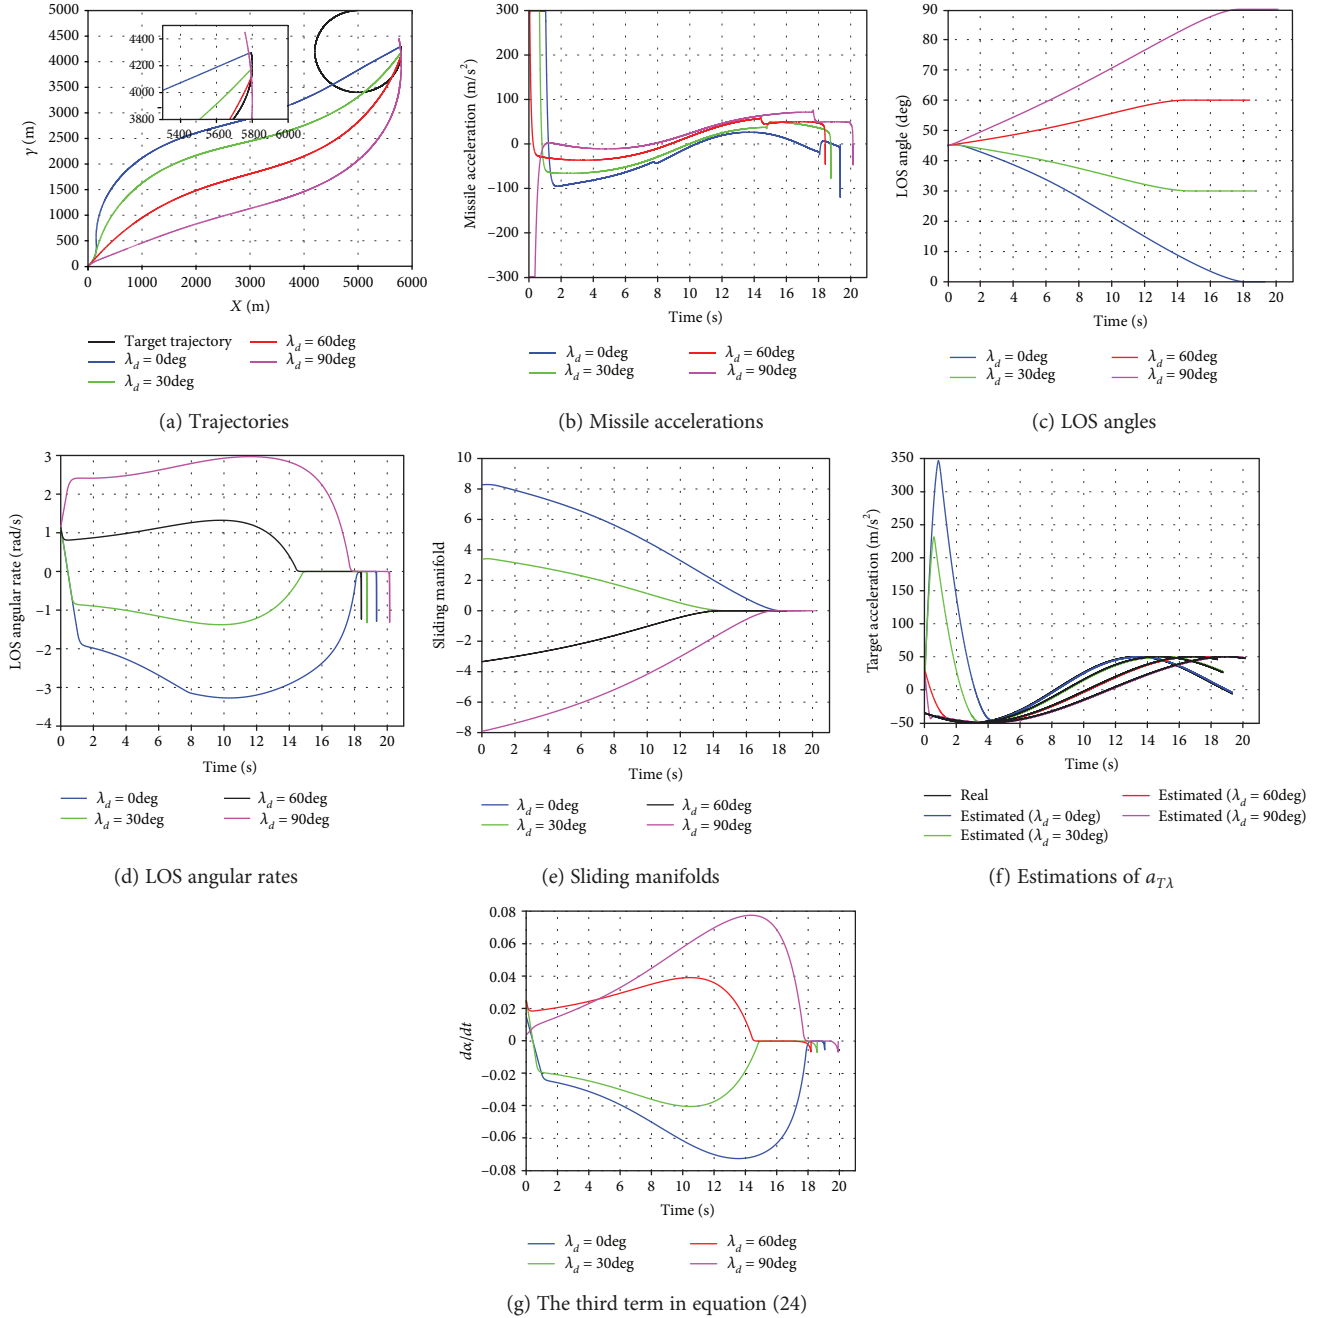 5000
4500
4000
3500
3000
2500
2000
1500
1000
500
0
γ (m)
4400
4200
4000
3800
5400 5600 5800 6000
0 1000 2000 3000 4000 5000 6000
X (m)
Target trajectory
λd = 0deg
λd = 30deg
λd = 60deg
λd = 90deg
(a) Trajectories
300
200
100
0
−100
−200
−300
Missile acceleration (m/s²)
0 2 4 6 8 10 12 14 16 18 20
Time (s)
λd = 0deg
λd = 30deg
λd = 60deg
λd = 90deg
(b) Missile accelerations
90
80
70
60
50
40
30
20
10
0
LOS angle (deg)
0 2 4 6 8 10 12 14 16 18 20
Time (s)
λd = 0deg
λd = 30deg
λd = 60deg
λd = 90deg
(c) LOS angles
3
2
1
0
−1
−2
−3
−4
LOS angular rate (rad/s)
0 2 4 6 8 10 12 14 16 18 20
Time (s)
λd = 0deg
λd = 30deg
λd = 60deg
λd = 90deg
(d) LOS angular rates
10
8
6
4
2
0
−2
−4
−6
−8
Sliding manifold
0 2 4 6 8 10 12 14 16 18 20
Time (s)
λd = 0deg
λd = 30deg
λd = 60deg
λd = 90deg
(e) Sliding manifolds
350
300
250
200
150
100
50
0
−50
Target acceleration (m/s²)
0 2 4 6 8 10 12 14 16 18 20
Time (s)
Real
Estimated (λd = 0deg)
Estimated (λd = 30deg)
Estimated (λd = 60deg)
Estimated (λd = 90deg)
(f) Estimations of aTλ
0.08
0.06
0.04
0.02
0
−0.02
−0.04
−0.06
−0.08
dα/dt
0 2 4 6 8 10 12 14 16 18 20
Time (s)
λd = 0deg
λd = 30deg
λd = 60deg
λd = 90deg
(g) The third term in equation (24)